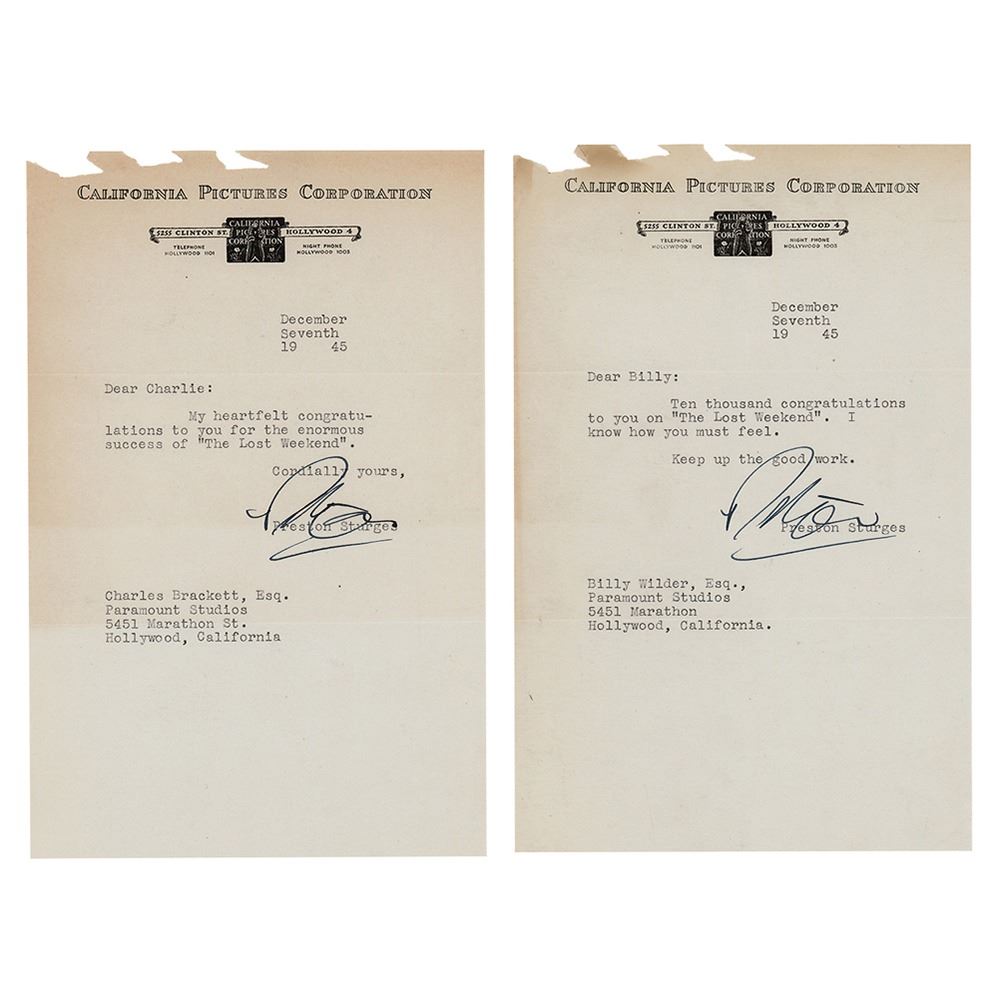 CALIFORNIA PICTURES CORPORATION
5255 CLINTON ST.
CALIFORNIA
PICTURES
CORPORATION
HOLLYWOOD 4
TELEPHONE
HOLLYWOOD 1101
NIGHT PHONE
HOLLYWOOD 1003
December
Seventh
19 45
Dear Charlie:
My heartfelt congratu-
lations to you for the enormous
success of "The Lost Weekend".
Cordially yours,
Preston Sturges
Charles Brackett, Esq.
Paramount Studios
5451 Marathon St.
Hollywood, California
CALIFORNIA PICTURES CORPORATION
5255 CLINTON ST.
CALIFORNIA
PICTURES
CORPORATION
HOLLYWOOD 4
TELEPHONE
HOLLYWOOD 1101
NIGHT PHONE
HOLLYWOOD 1003
December
Seventh
19 45
Dear Billy:
Ten thousand congratulations
to you on "The Lost Weekend". I
know how you must feel.
Keep up the good work.
Preston Sturges
Billy Wilder, Esq.,
Paramount Studios
5451 Marathon
Hollywood, California.